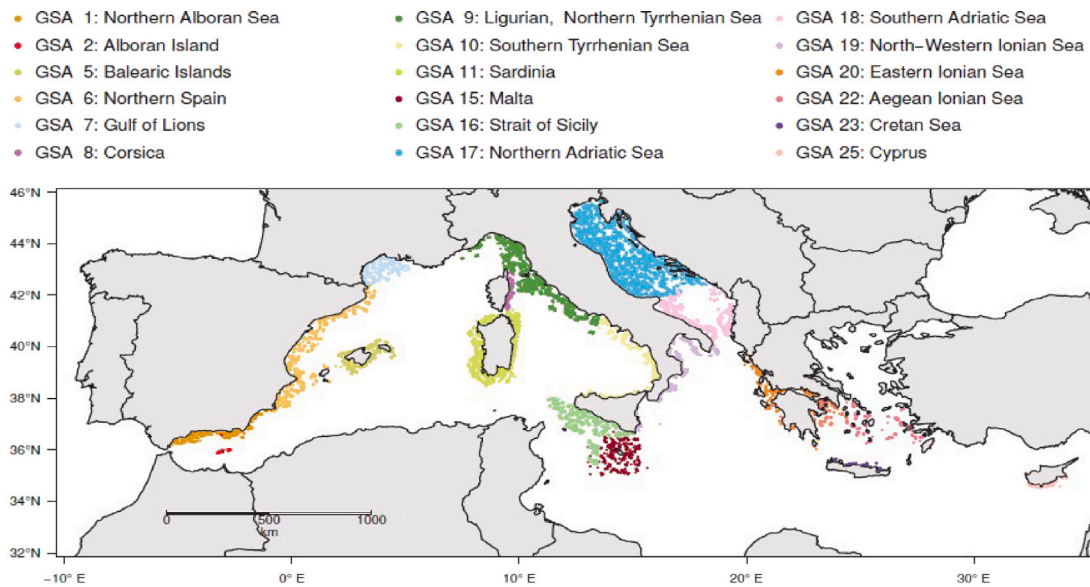 GSA 1: Northern Alboran Sea
GSA 2: Alboran Island
GSA 5: Balearic Islands
GSA 6: Northern Spain
GSA 7: Gulf of Lions
GSA 8: Corsica
GSA 9: Ligurian, Northern Tyrrhenian Sea
GSA 10: Southern Tyrrhenian Sea
GSA 11: Sardinia
GSA 15: Malta
GSA 16: Strait of Sicily
GSA 17: Northern Adriatic Sea
GSA 18: Southern Adriatic Sea
GSA 19: North−Western Ionian Sea
GSA 20: Eastern Ionian Sea
GSA 22: Aegean Ionian Sea
GSA 23: Cretan Sea
GSA 25: Cyprus
46°N
44°N
42°N
40°N
38°N
36°N
34°N
32°N
0 500 1000
km
−10° E 0° E 10° E 20° E 30° E